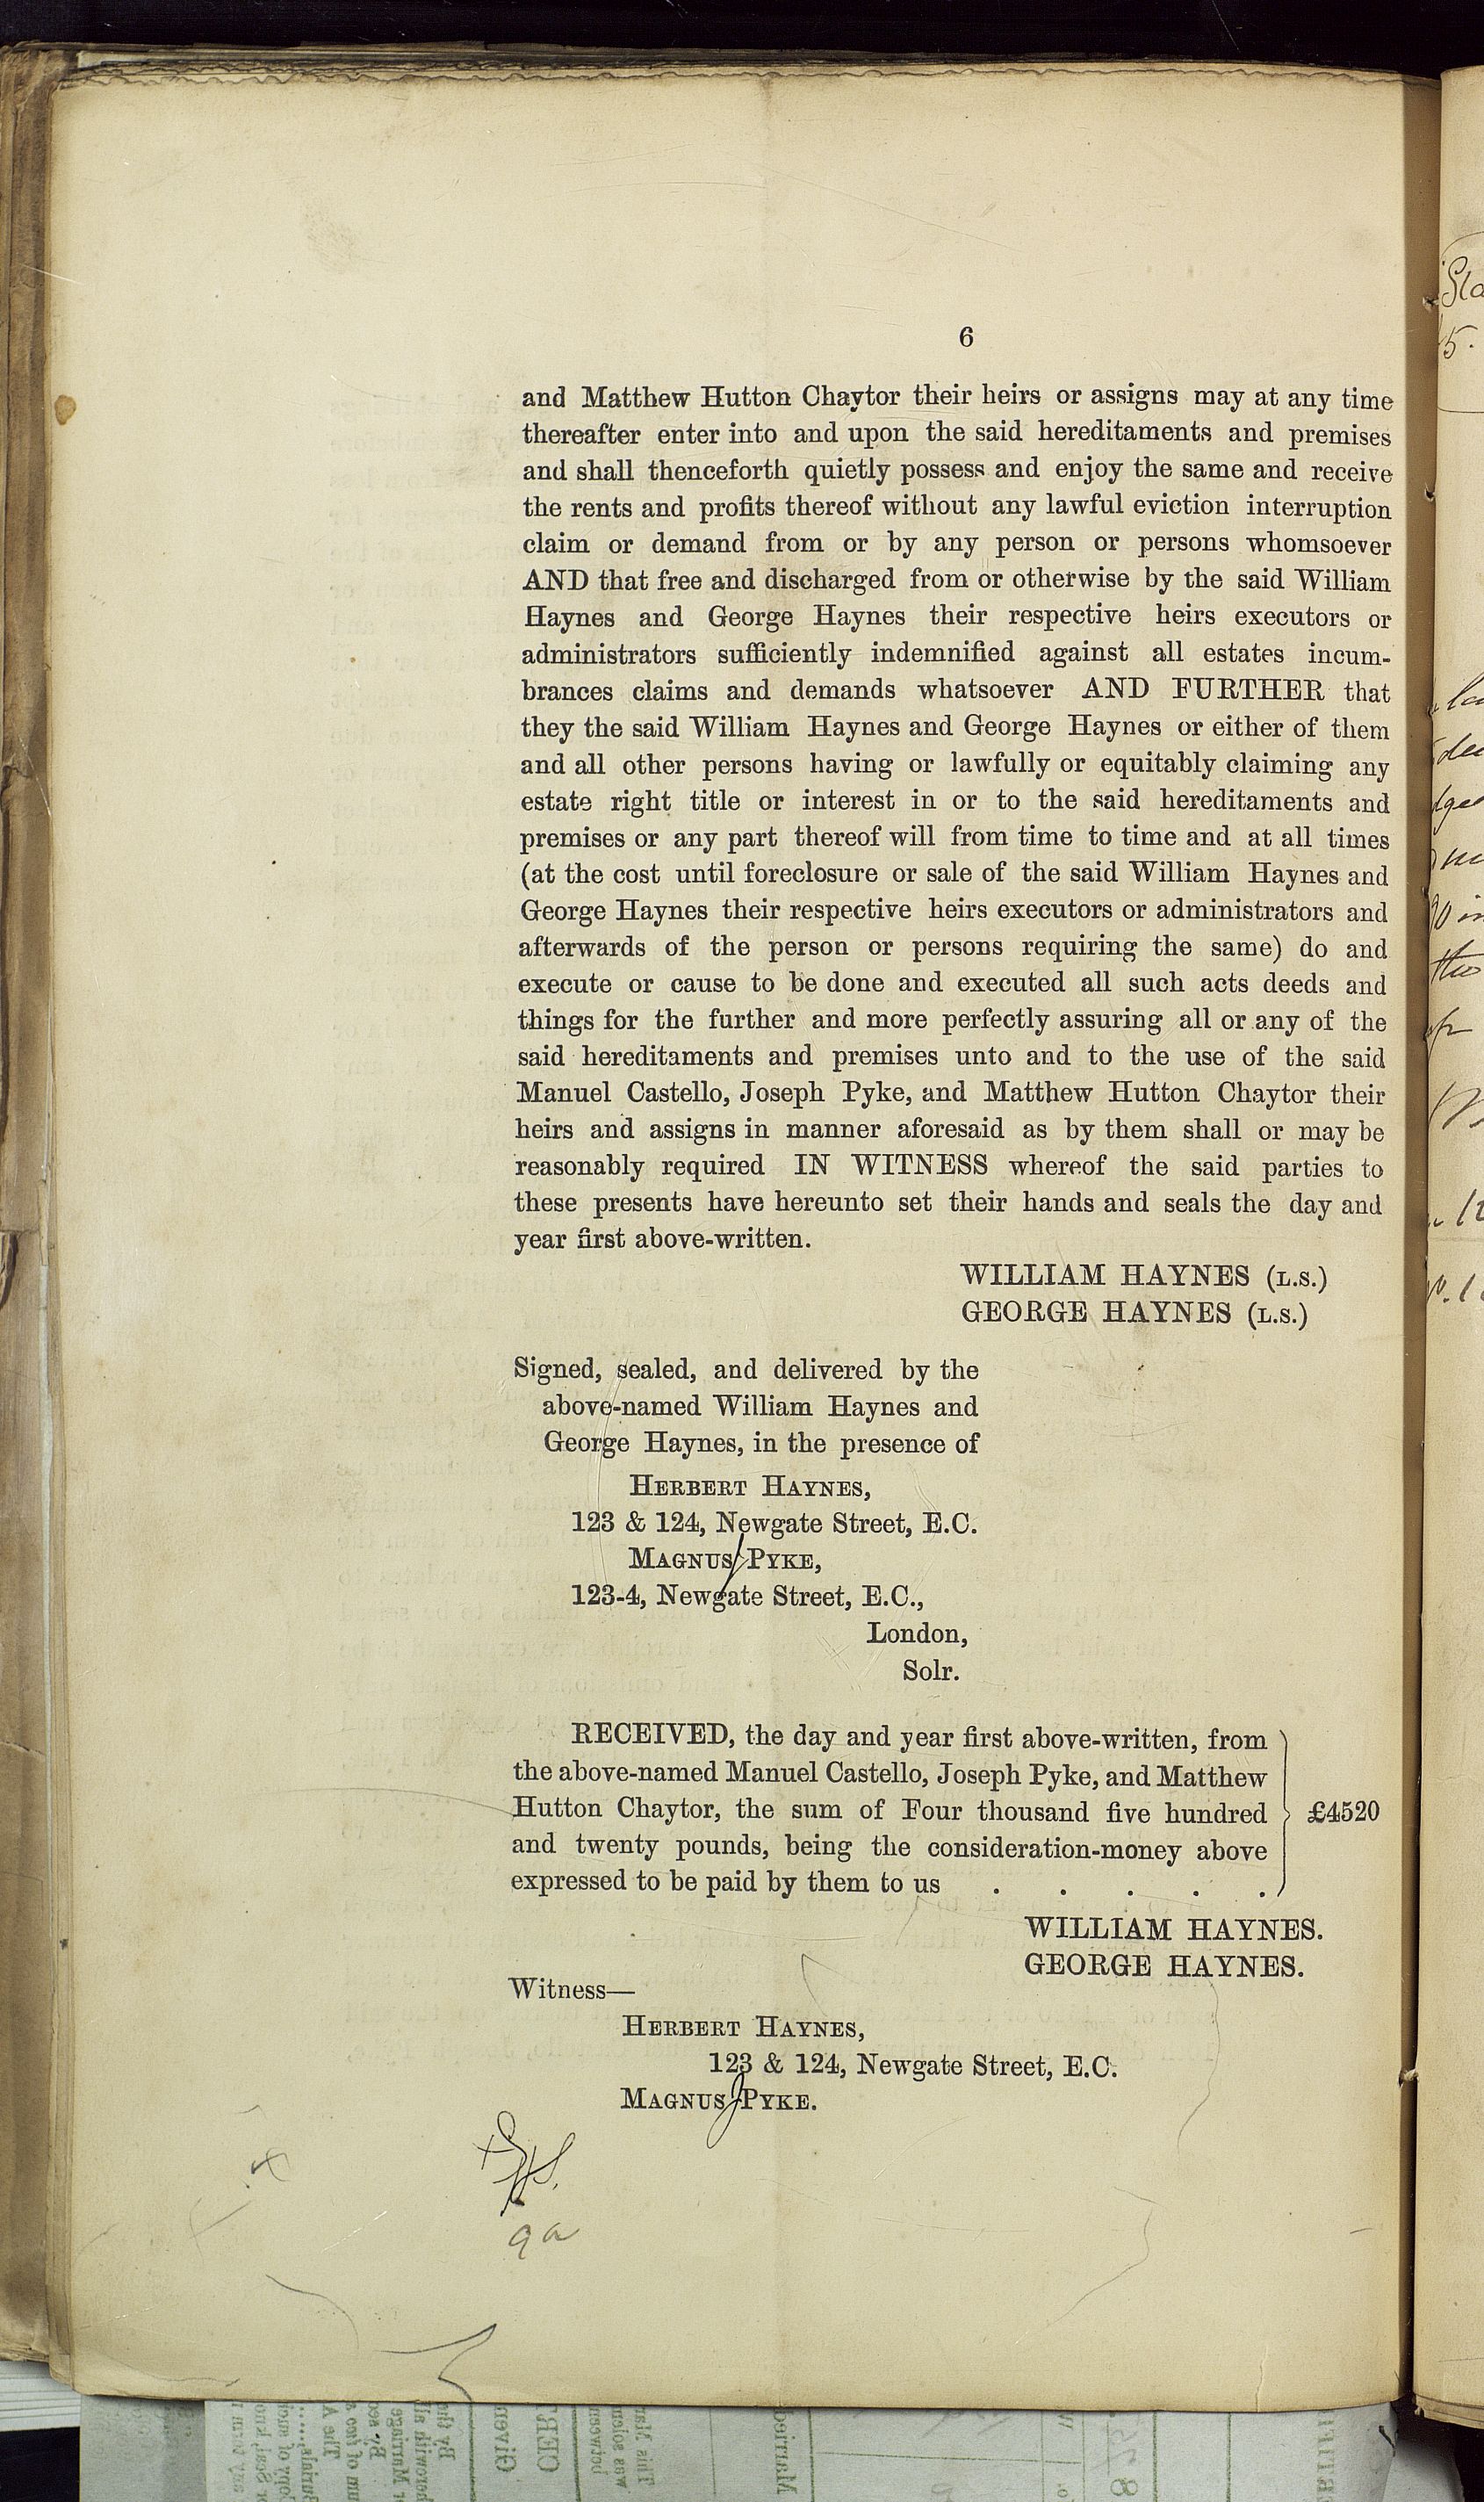 6
and Matthew Hutton Chaytor their heirs or assigns may at any time
thereafter enter into and upon the said hereditaments and premises
and shall thenceforth quietly possess and enjoy the same and receive
the rents and profits thereof without any lawful eviction interruption
claim or demand from or by any person or persons whomsoever
AND that free and discharged from or otherwise by the said William
Haynes and George Haynes their respective heirs executors or
administrators sufficiently indemnified against all estates incum-
brances claims and demands whatsoever AND FURTHER that
they the said William Haynes and George Haynes or either of them
and all other persons having or lawfully or equitably claiming any
estate right title or interest in or to the said hereditaments and
premises or any part thereof will from time to time and at all times
(at the cost until foreclosure or sale of the said William Haynes and
George Haynes their respective heirs executors or administrators and
afterwards of the person or persons requiring the same) do and
execute or cause to be done and executed all such acts deeds and
things for the further and more perfectly assuring all or any of the
said hereditaments and premises unto and to the use of the said
Manuel Castello, Joseph Pyke, and Matthew Hutton Chaytor their
heirs and assigns in manner aforesaid as by them shall or may be
reasonably required IN WITNESS whereof the said parties to
these presents have hereunto set their hands and seals the day and
year first above-written.
WILLIAM HAYNES (L.S.)
GEORGE HAYNES (L.S.)
Signed, sealed, and delivered by the
above-named William Haynes and
George Haynes, in the presence of
HERBERT HAYNES,
123 & 124, Newgate Street, E.C.
MAGNUS PYKE,
123-4, Newgate Street, E.C.,
London,
Solr.
RECEIVED, the day and year first above-written, from
the above-named Manuel Castello, Joseph Pyke, and Matthew
Hutton Chaytor, the sum of Four thousand five hundred £4520
and twenty pounds, being the consideration-money above
expressed to be paid by them to us . . . . .
WILLIAM HAYNES.
GEORGE HAYNES.
Witness—
HERBERT HAYNES,
123 & 124, Newgate Street, E.C.
MAGNUS PYKE.